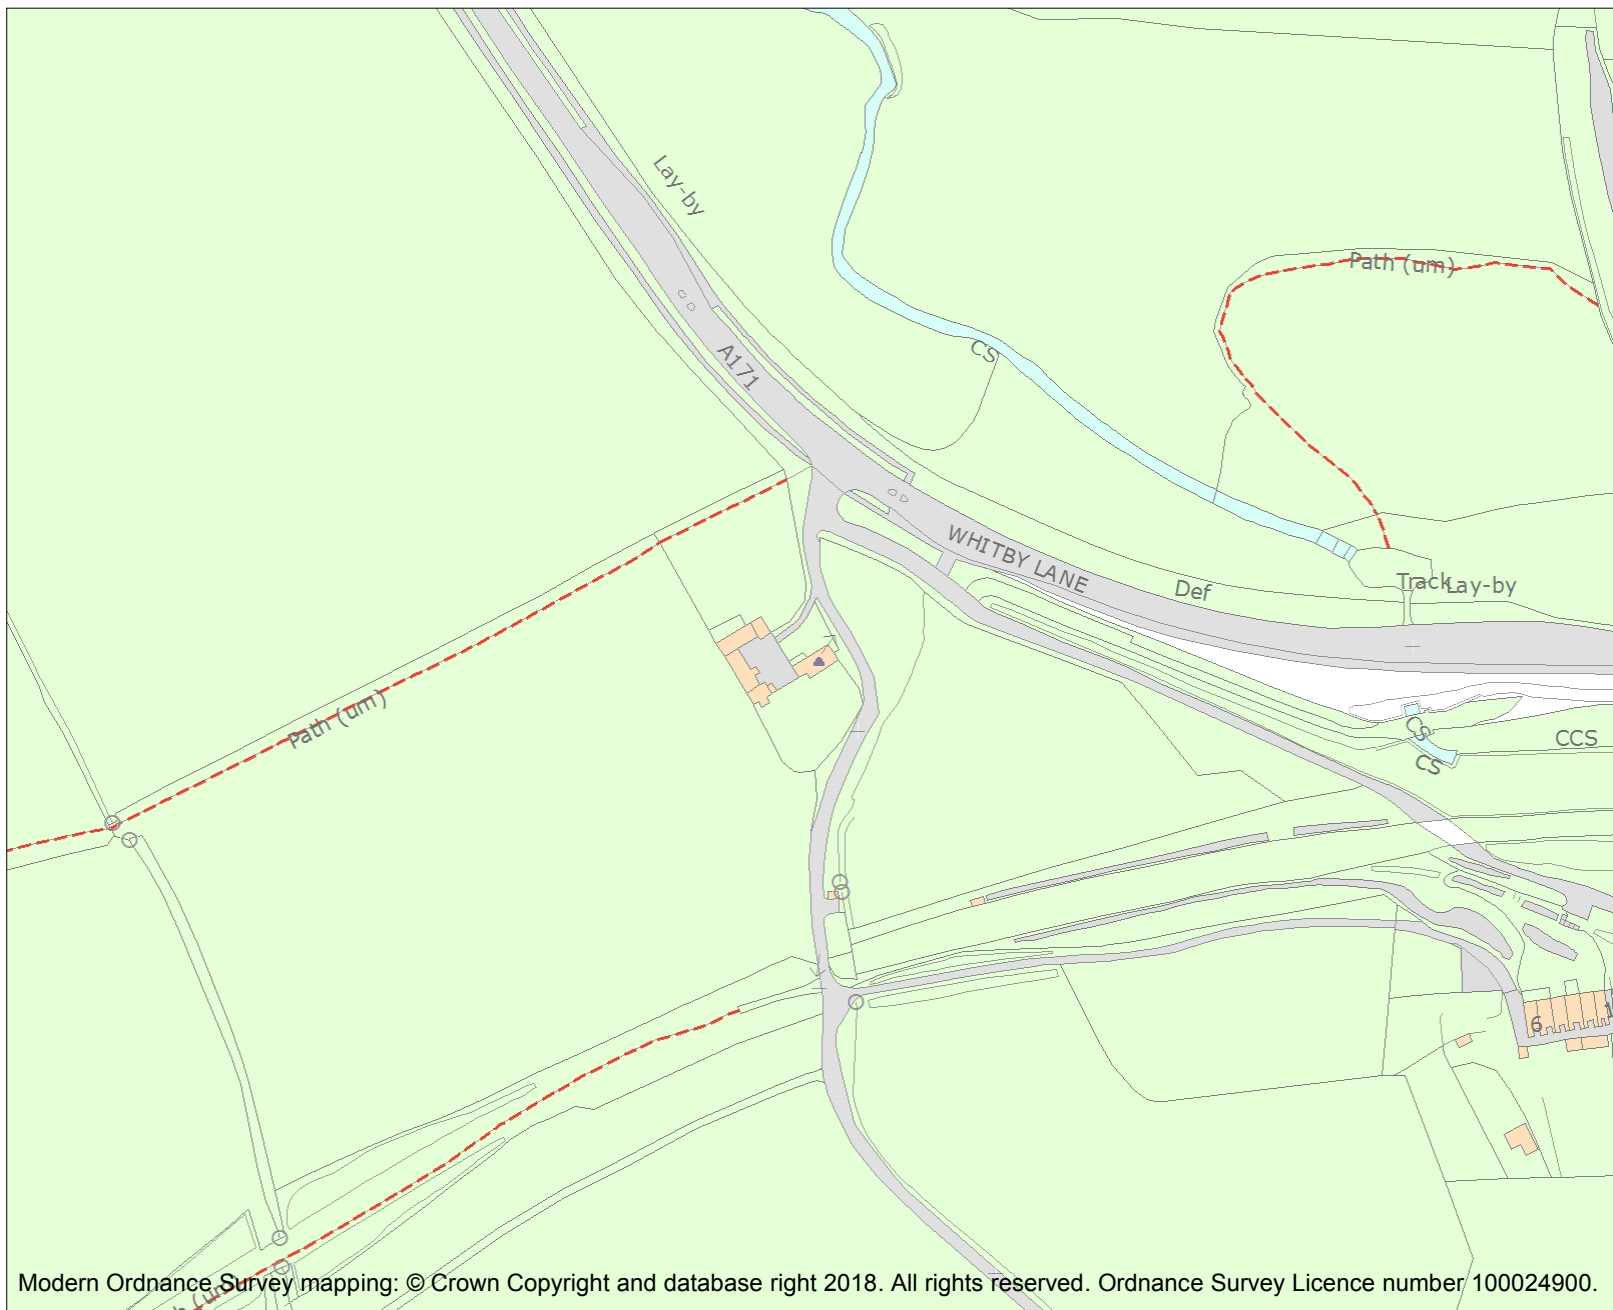 Lay-by
Path (um)
CS
A171
WHITBY LANE
Def
Track
Lay-by
Path (um)
CS
CS
CCS
6
1
Modern Ordnance Survey mapping: © Crown Copyright and database right 2018. All rights reserved. Ordnance Survey Licence number 100024900.